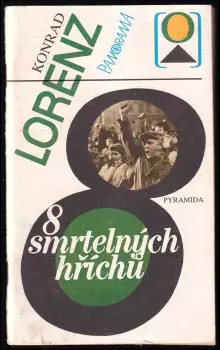 KONRAD
LORENZ
PANORAMA
PYRAMIDA
8
smrtelných
hříchů